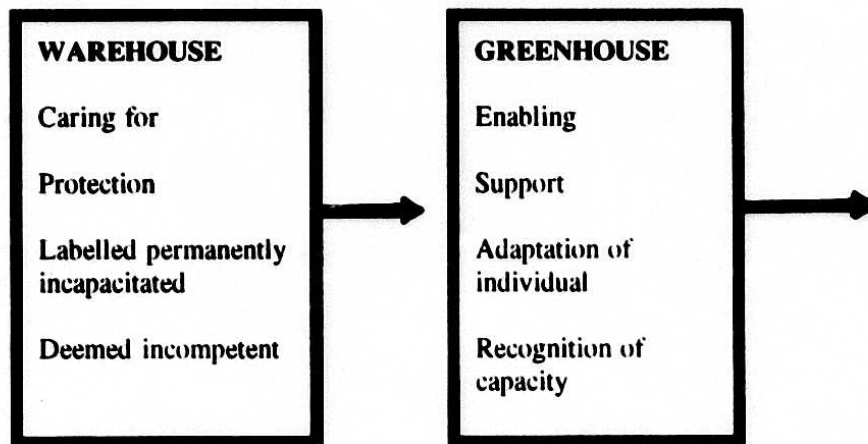 WAREHOUSE
Caring for
Protection
Labelled permanently
incapacitated
Deemed incompetent
GREENHOUSE
Enabling
Support
Adaptation of
individual
Recognition of
capacity